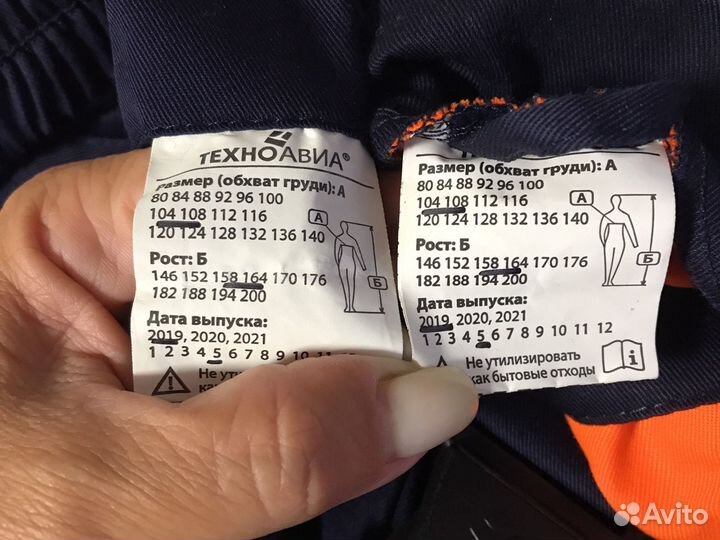 ТЕХНОАВИА®
Размер (обхват груди): А
80 84 88 92 96 100
104 108 112 116
120 124 128 132 136 140
А
Рост: Б
146 152 158 164 170 176
182 188 194 200
Б
Дата выпуска:
2019, 2020, 2021
1 2 3 4 5 6 7 8 9 10 11
Не
как
Размер (обхват груди): А
80 84 88 92 96 100
104 108 112 116
120 124 128 132 136 140
А
Рост: Б
146 152 158 164 170 176
182 188 194 200
Б
Дата выпуска:
2019, 2020, 2021
1 2 3 4 5 6 7 8 9 10 11 12
Не утилизировать
как бытовые отходы
i
Avito